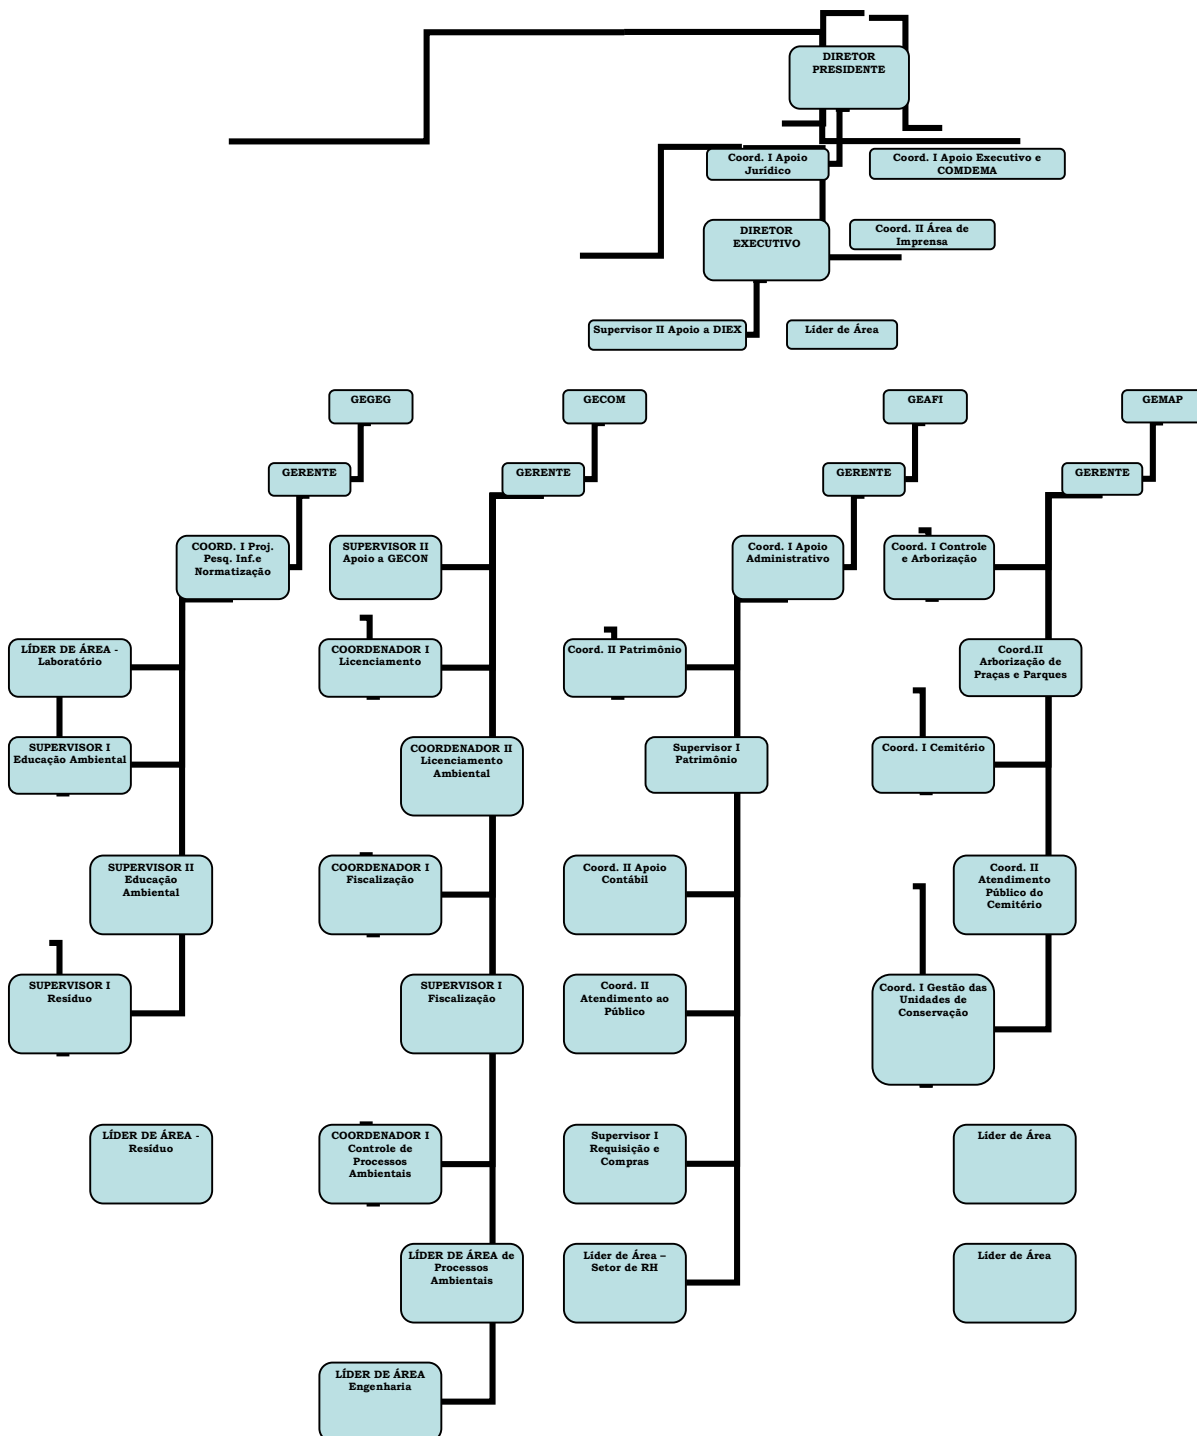 DIRETOR
PRESIDENTE
Coord. I Apoio
Jurídico
Coord. I Apoio Executivo e
COMDEMA
DIRETOR
EXECUTIVO
Coord. II Área de
Imprensa
Supervisor II Apoio a DIEX
Líder de Área
GEGEG
GECOM
GEAFI
GEMAP
GERENTE
GERENTE
GERENTE
GERENTE
COORD. I Proj.
Pesq. Inf.e
Normatização
SUPERVISOR II
Apoio a GECON
Coord. I Apoio
Administrativo
Coord. I Controle
e Arborização
LÍDER DE ÁREA -
Laboratório
COORDENADOR I
Licenciamento
Coord. II Patrimônio
Coord.II
Arborização de
Praças e Parques
SUPERVISOR I
Educação Ambiental
COORDENADOR II
Licenciamento
Ambiental
Supervisor I
Patrimônio
Coord. I Cemitério
SUPERVISOR II
Educação
Ambiental
COORDENADOR I
Fiscalização
Coord. II Apoio
Contábil
Coord. II
Atendimento
Público do
Cemitério
SUPERVISOR I
Resíduo
SUPERVISOR I
Fiscalização
Coord. II
Atendimento ao
Público
Coord. I Gestão das
Unidades de
Conservação
LÍDER DE ÁREA -
Resíduo
COORDENADOR I
Controle de
Processos
Ambientais
Supervisor I
Requisição e
Compras
Líder de Área
LÍDER DE ÁREA de
Processos
Ambientais
Líder de Área –
Setor de RH
Líder de Área
LÍDER DE ÁREA
Engenharia